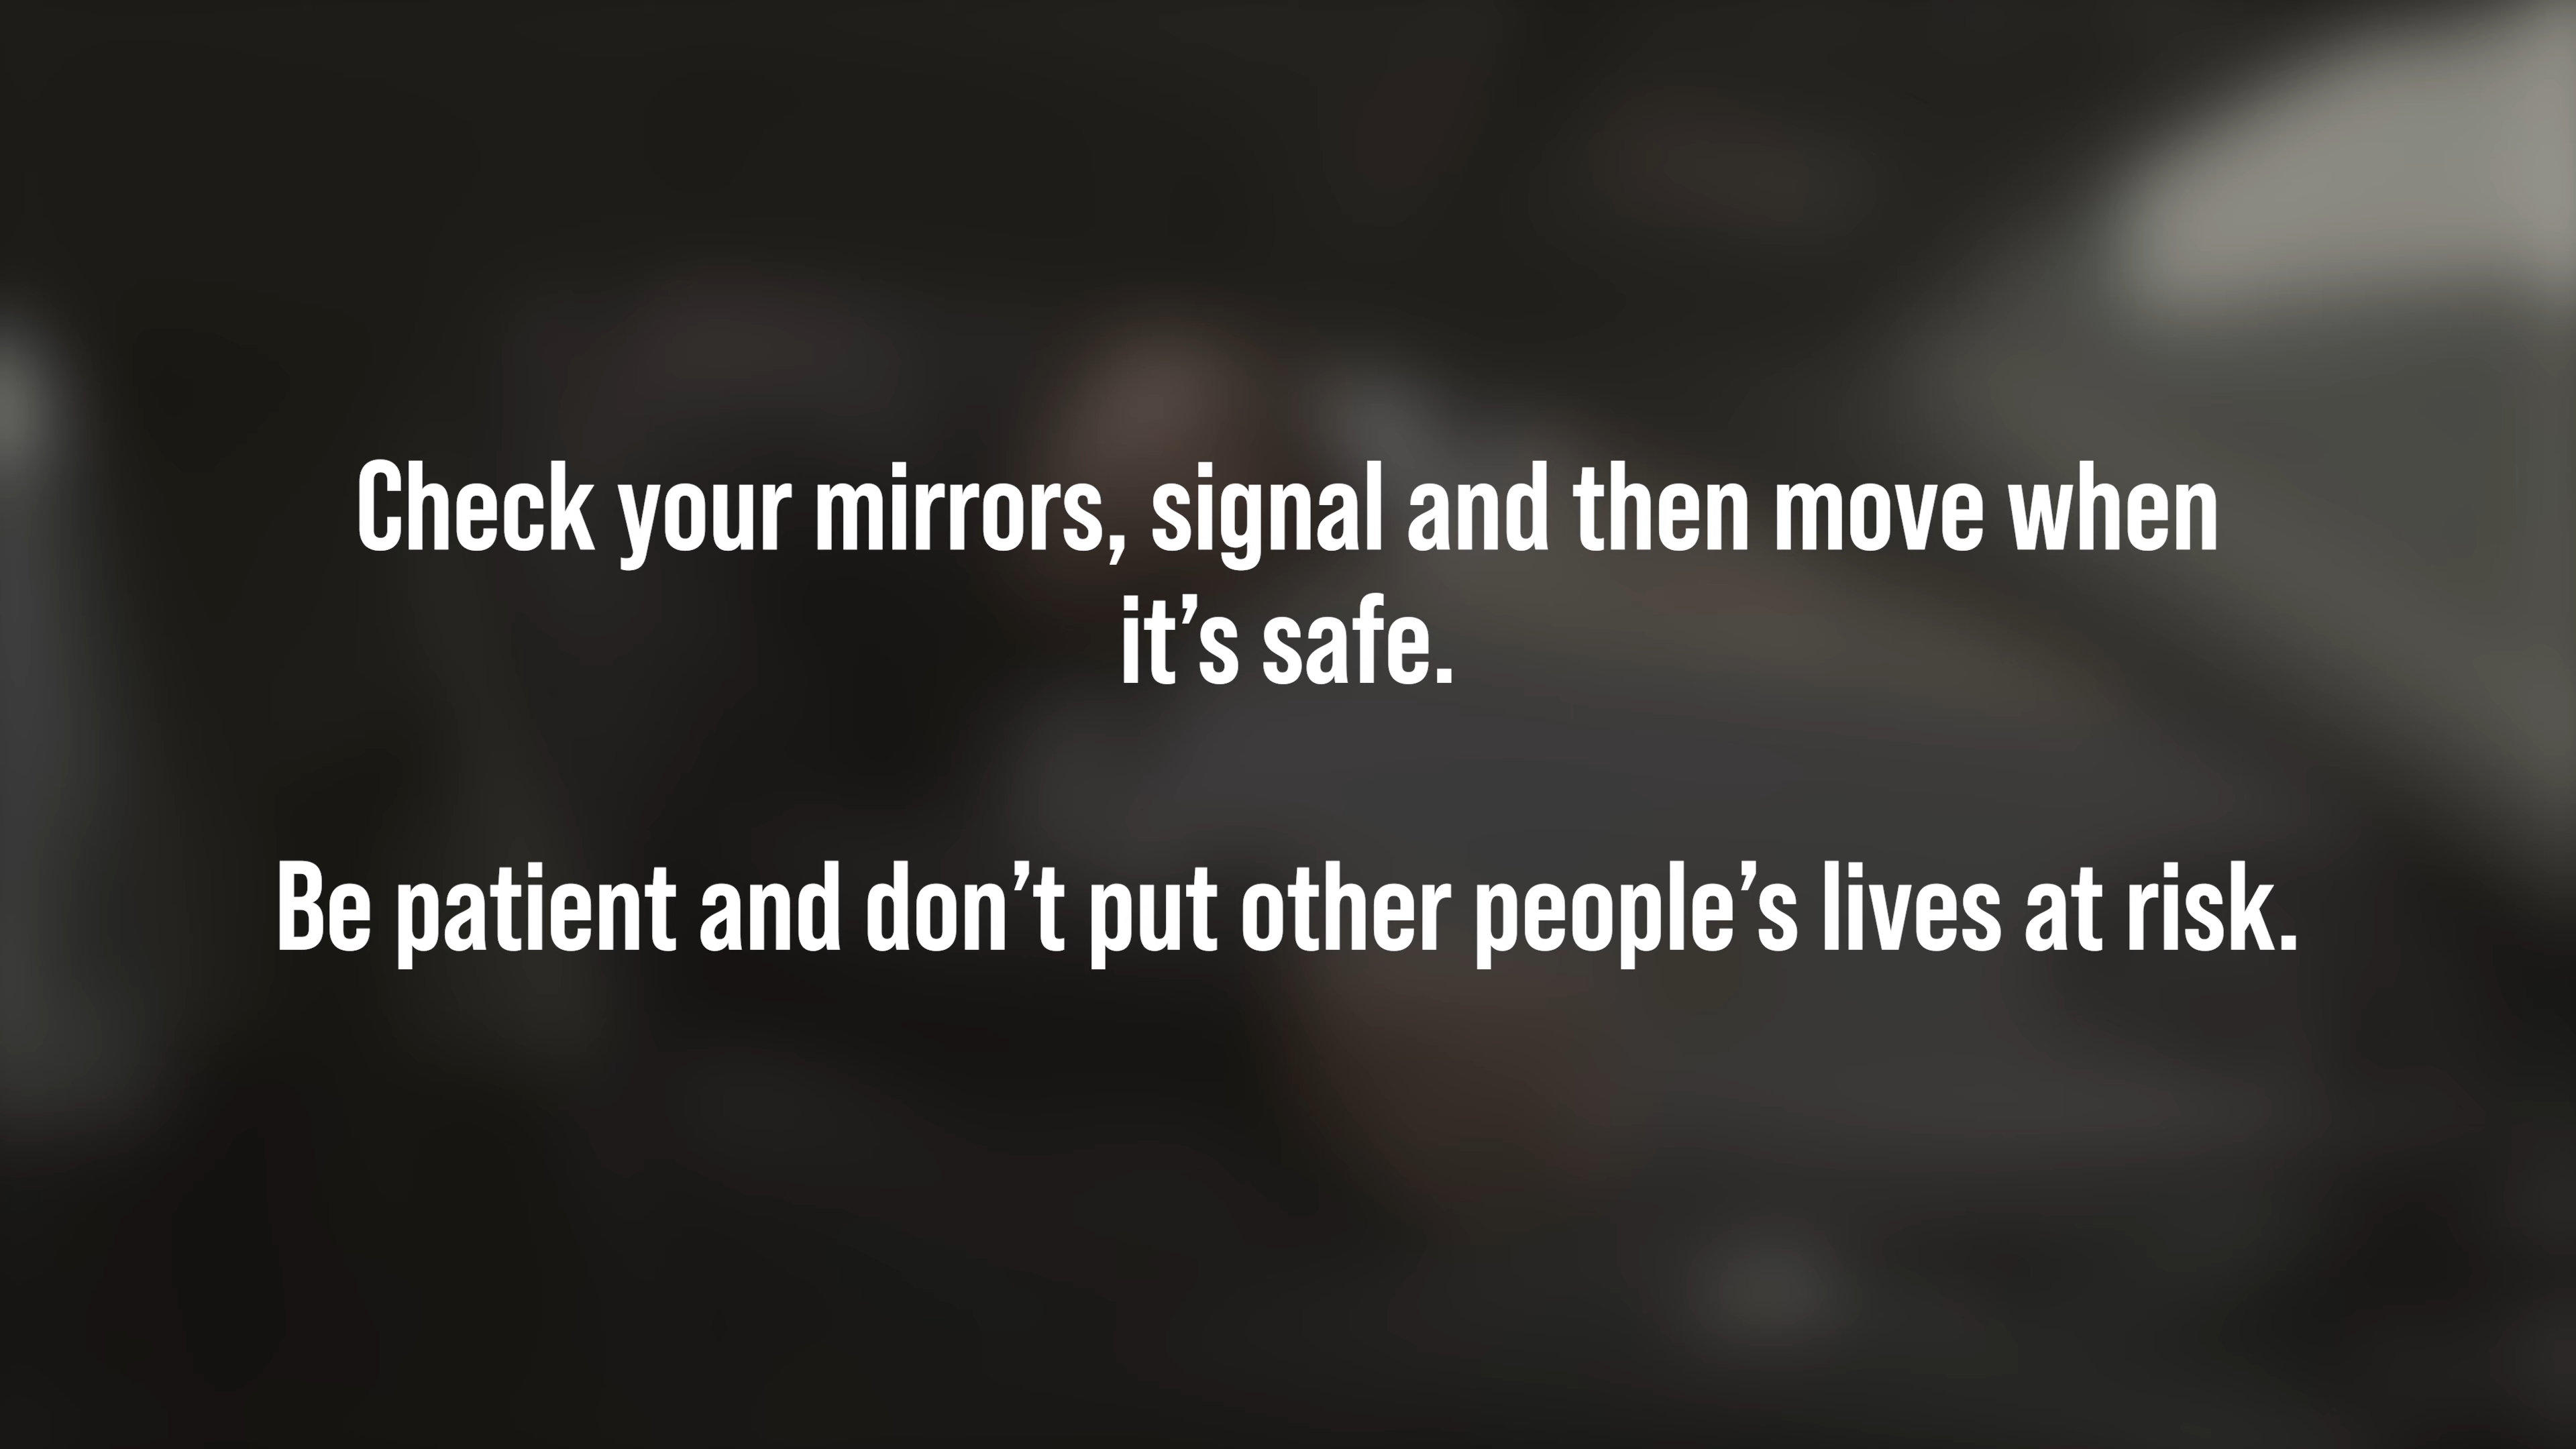 Check your mirrors, signal and then move when
it’s safe.
Be patient and don’t put other people’s lives at risk.